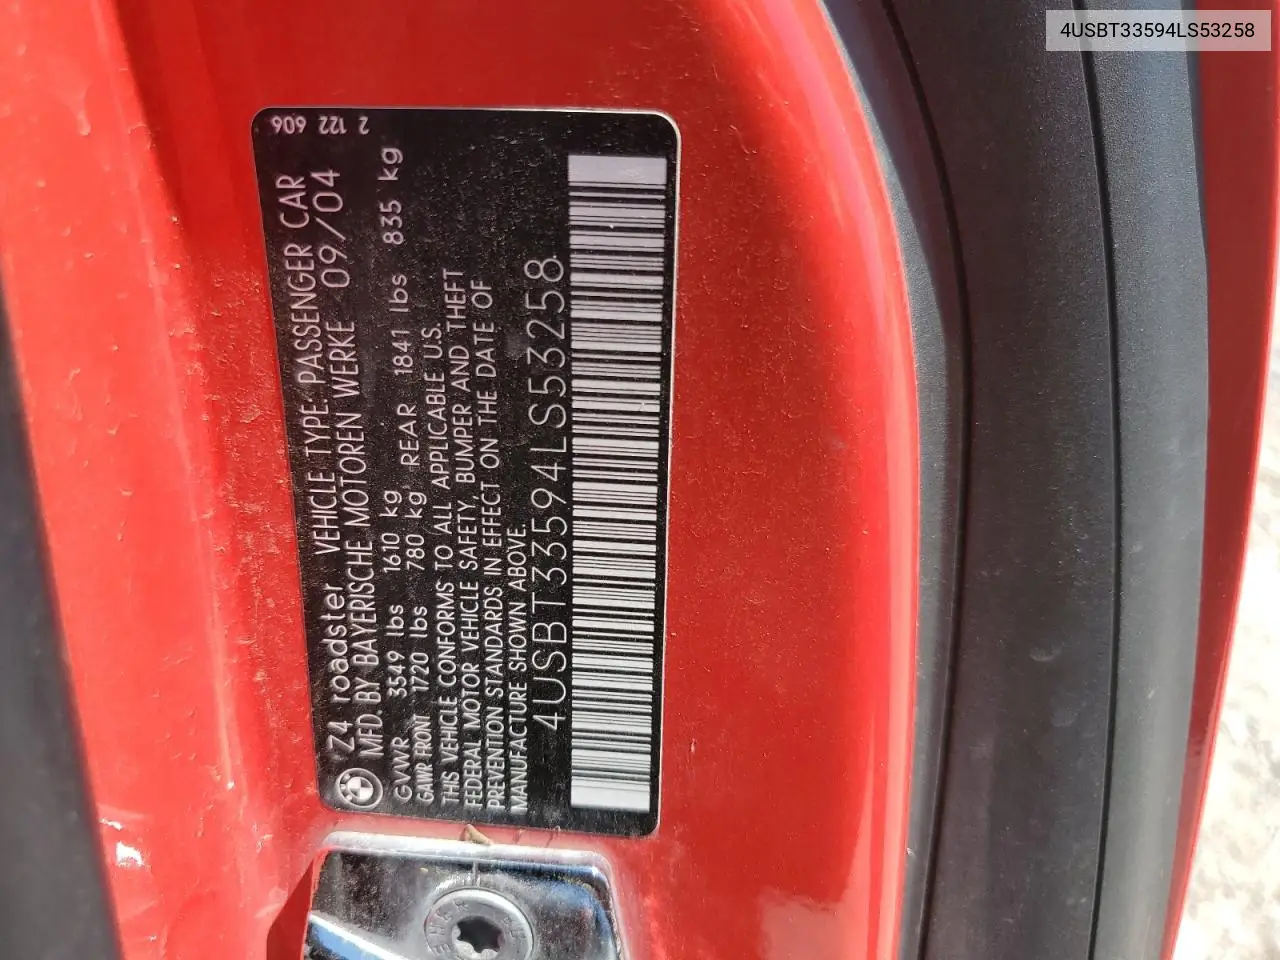 4USBT33594LS53258
2 122 606
Z4 roadster VEHICLE TYPE: PASSENGER CAR
MFD. BY BAYERISCHE MOTOREN WERKE 09/04
GVWR 3549 lbs 1610 kg
GAWR FRONT 1720 lbs 780 kg REAR 1841 lbs 835 kg
THIS VEHICLE CONFORMS TO ALL APPLICABLE U.S.
FEDERAL MOTOR VEHICLE SAFETY, BUMPER AND THEFT
PREVENTION STANDARDS IN EFFECT ON THE DATE OF
MANUFACTURE SHOWN ABOVE.
4USBT33594LS53258